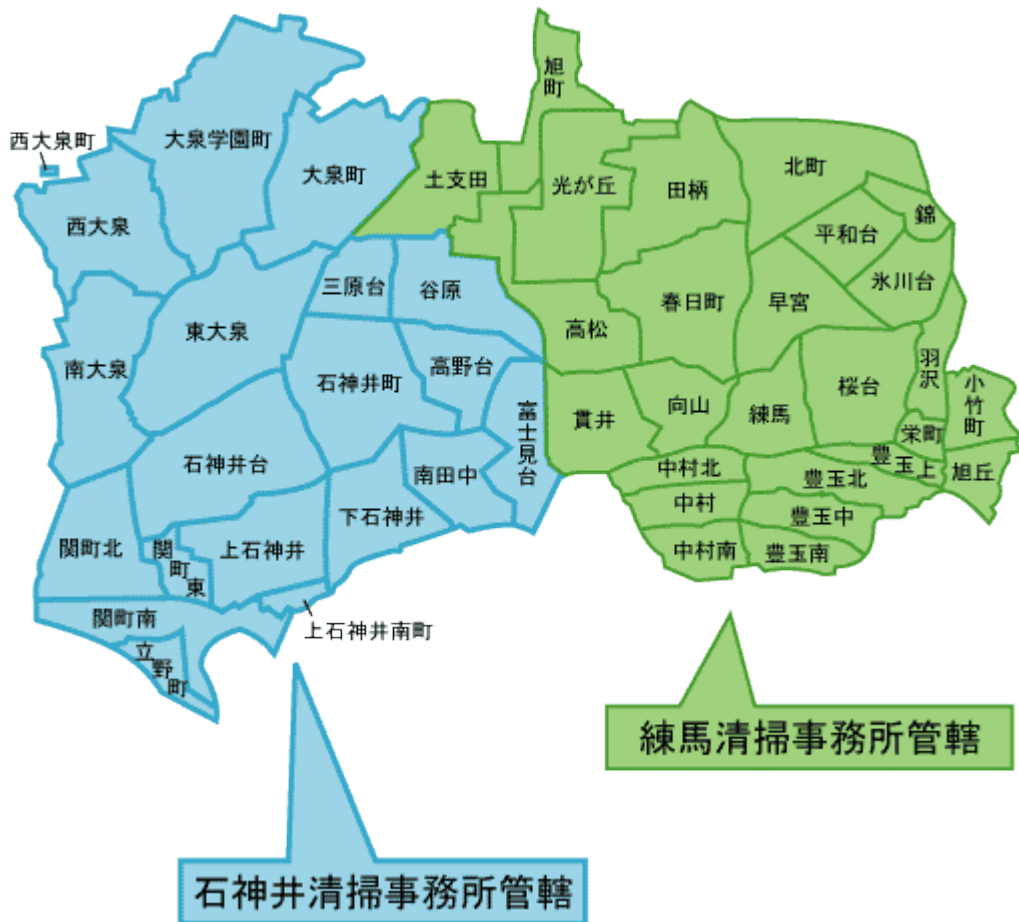 旭町
西大泉町
大泉学園町
大泉町
土支田
光が丘
田柄
北町
西大泉
平和台
錦
三原台
谷原
氷川台
東大泉
春日町
早宮
高松
南大泉
石神井町
高野台
羽沢
桜台
小竹町
富士見台
貫井
向山
練馬
栄町
石神井台
南田中
中村北
豊玉北
豊玉上
旭丘
下石神井
中村
豊玉中
関町北
関町東
上石神井
中村南
豊玉南
関町南
上石神井南町
立野町
練馬清掃事務所管轄
石神井清掃事務所管轄